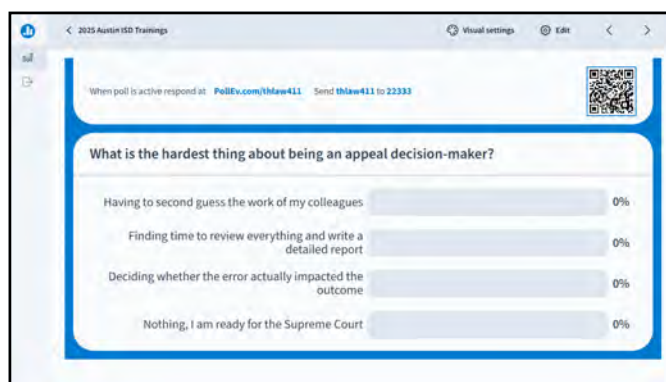 2025 Austin ISD Trainings
Visual settings
Edit
When poll is active respond at PollEv.com/thlaw411 Send thlaw411 to 22333
What is the hardest thing about being an appeal decision-maker?
Having to second guess the work of my colleagues 0%
Finding time to review everything and write a
detailed report 0%
Deciding whether the error actually impacted the
outcome 0%
Nothing, I am ready for the Supreme Court 0%